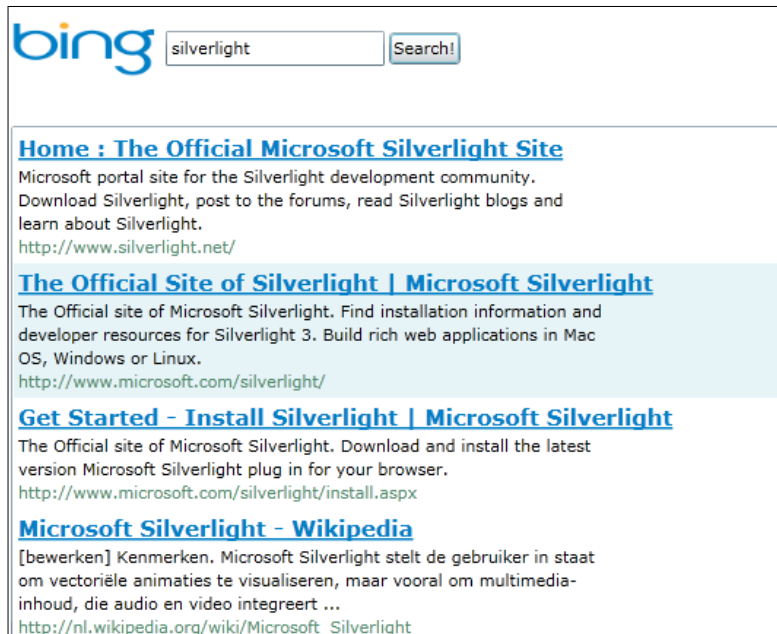 bing
silverlight
Search!
Home : The Official Microsoft Silverlight Site
Microsoft portal site for the Silverlight development community.
Download Silverlight, post to the forums, read Silverlight blogs and
learn about Silverlight.
http://www.silverlight.net/
The Official Site of Silverlight | Microsoft Silverlight
The Official site of Microsoft Silverlight. Find installation information and
developer resources for Silverlight 3. Build rich web applications in Mac
OS, Windows or Linux.
http://www.microsoft.com/silverlight/
Get Started - Install Silverlight | Microsoft Silverlight
The Official site of Microsoft Silverlight. Download and install the latest
version Microsoft Silverlight plug in for your browser.
http://www.microsoft.com/silverlight/install.aspx
Microsoft Silverlight - Wikipedia
[bewerken] Kenmerken. Microsoft Silverlight stelt de gebruiker in staat
om vectoriële animaties te visualiseren, maar vooral om multimedia-
inhoud, die audio en video integreert ...
http://nl.wikipedia.org/wiki/Microsoft_Silverlight